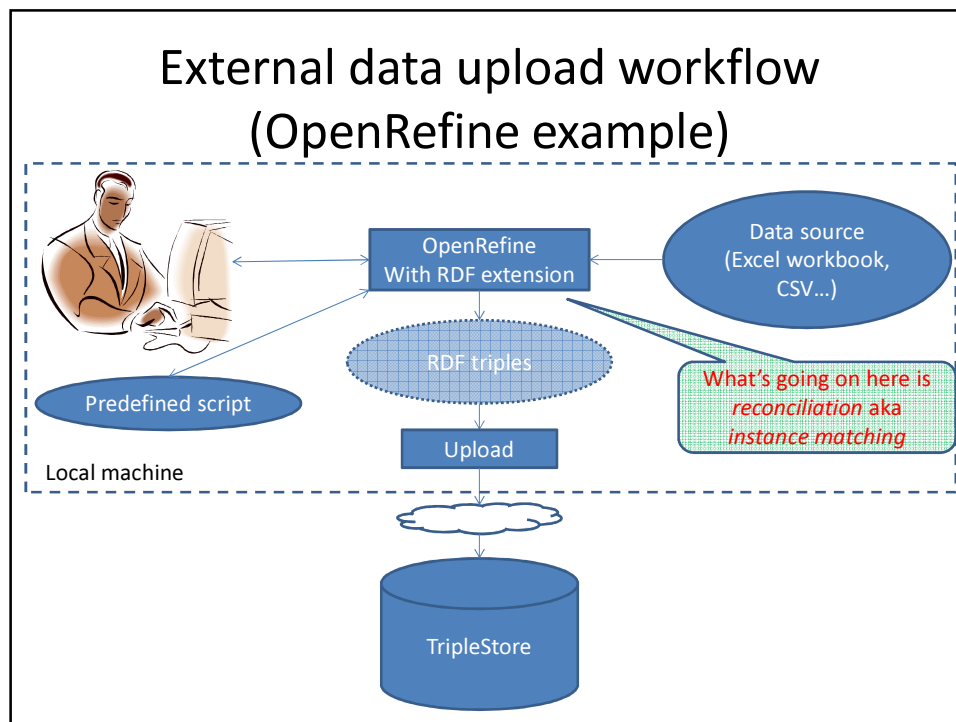 External data upload workflow
(OpenRefine example)
OpenRefine
With RDF extension
Data source
(Excel workbook,
CSV…)
RDF triples
What's going on here is
reconciliation aka
instance matching
Predefined script
Upload
Local machine
TripleStore